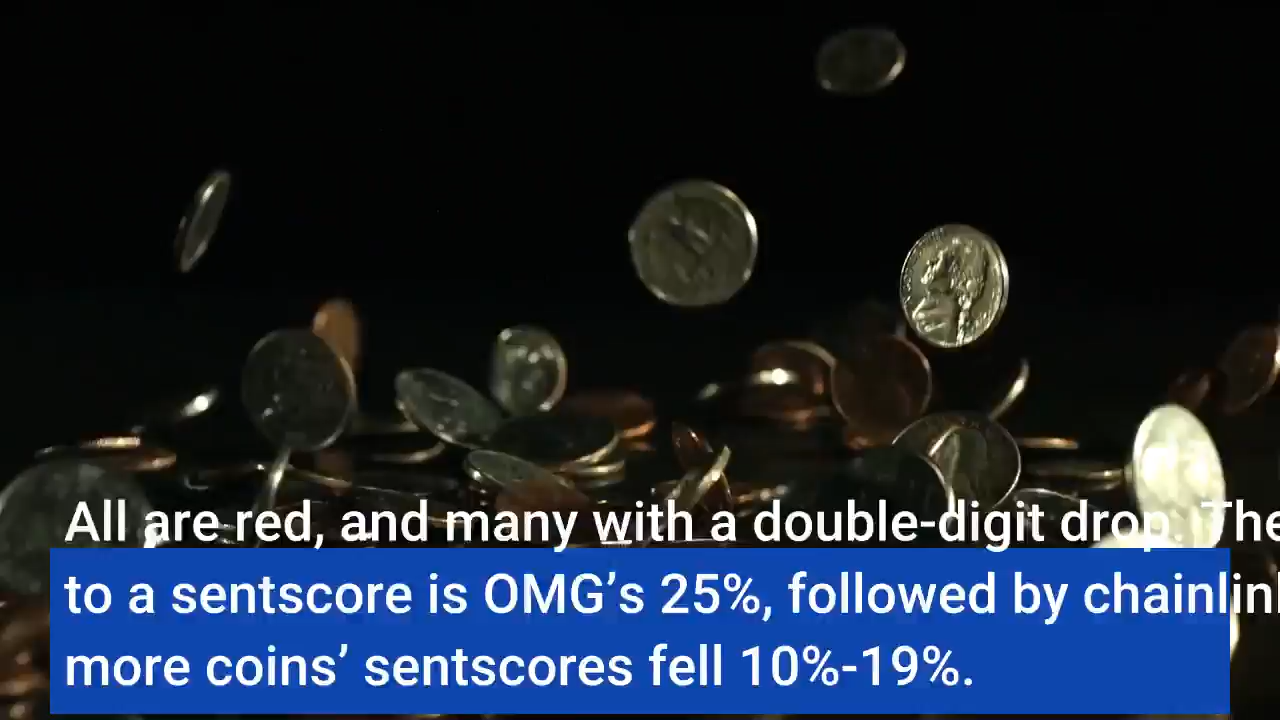 All are red, and many with a double-digit drop. The
to a sentscore is OMG’s 25%, followed by chainlin
more coins’ sentscores fell 10%-19%.